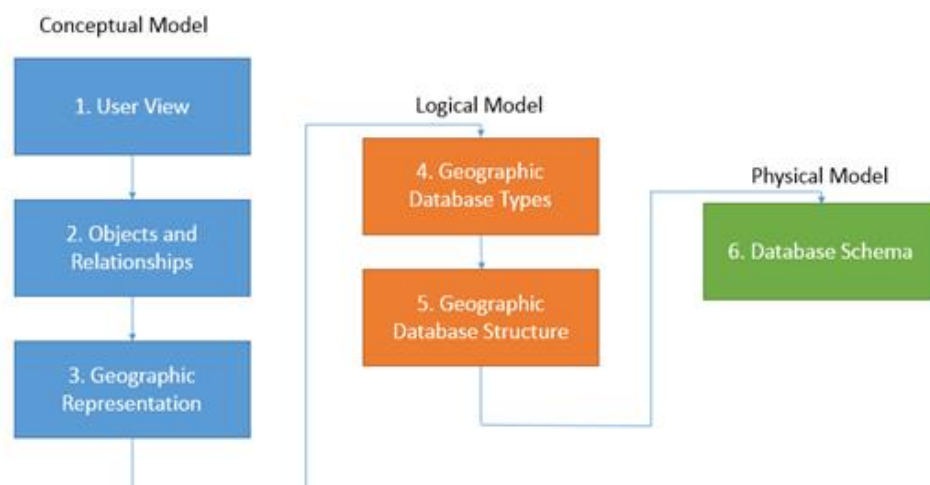 Conceptual Model
1. User View
2. Objects and
Relationships
3. Geographic
Representation
Logical Model
4. Geographic
Database Types
5. Geographic
Database Structure
Physical Model
6. Database Schema